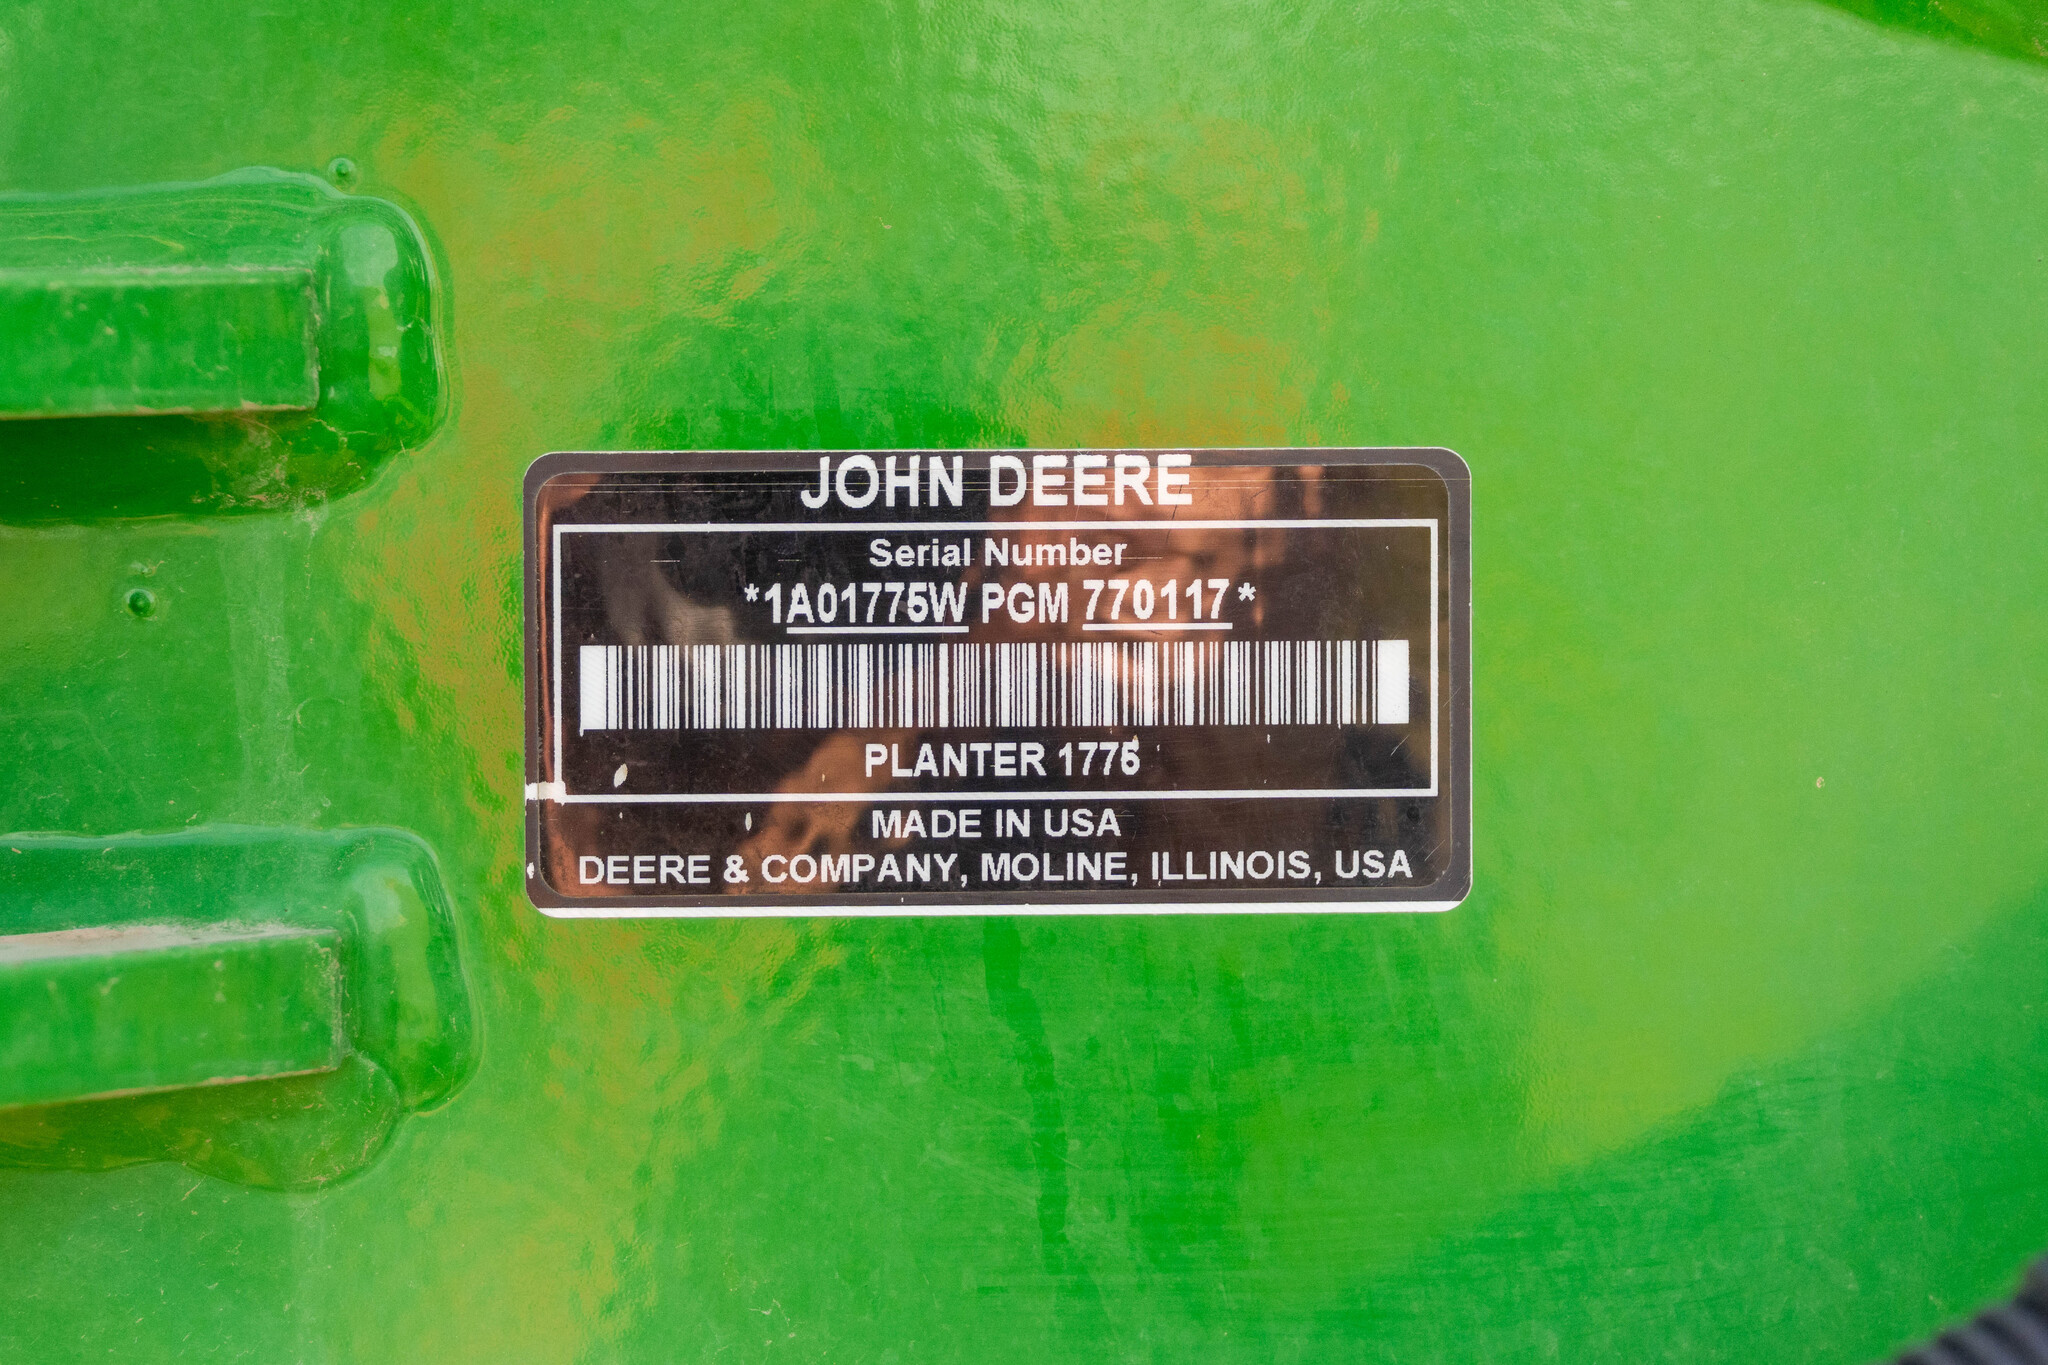 JOHN DEERE
Serial Number
*1A01775W PGM 770117*
PLANTER 1775
MADE IN USA
DEERE & COMPANY, MOLINE, ILLINOIS, USA